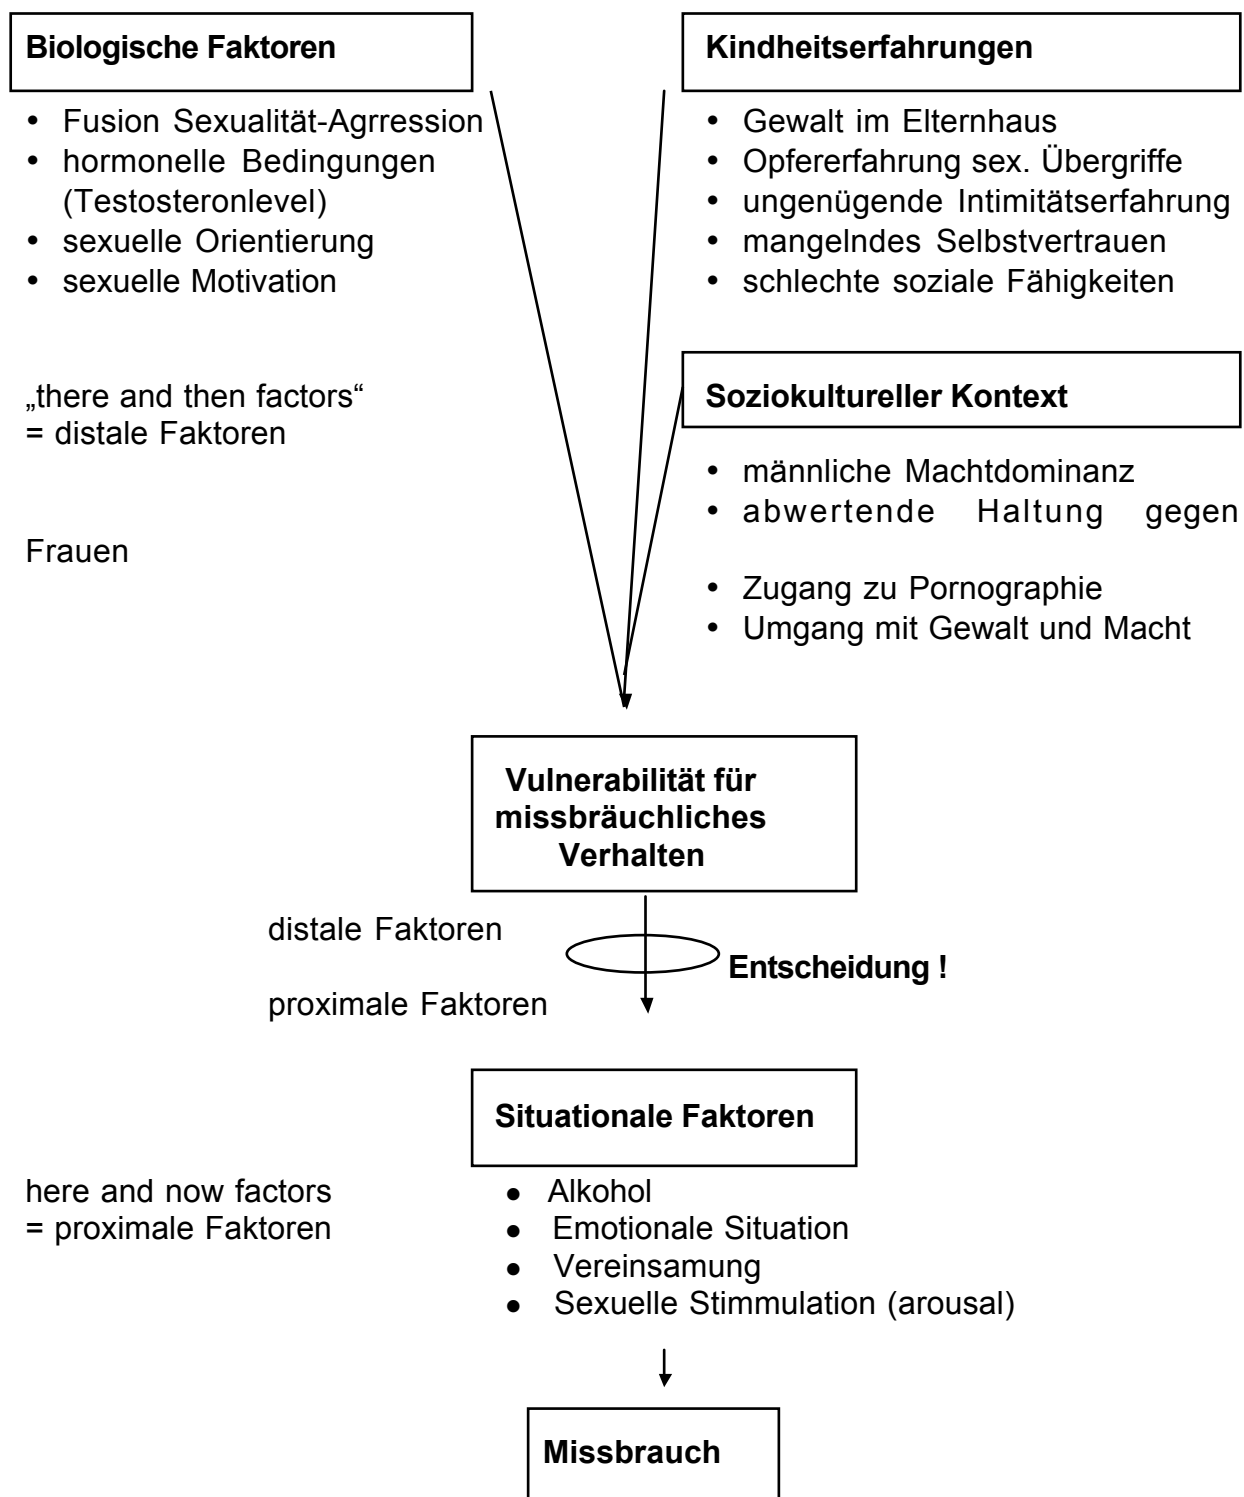 Biologische Faktoren
• Fusion Sexualität-Agrression
• hormonelle Bedingungen
(Testosteronlevel)
• sexuelle Orientierung
• sexuelle Motivation
Kindheitserfahrungen
• Gewalt im Elternhaus
• Opfererfahrung sex. Übergriffe
• ungenügende Intimitätserfahrung
• mangelndes Selbstvertrauen
• schlechte soziale Fähigkeiten
„there and then factors“
= distale Faktoren
Soziokultureller Kontext
• männliche Machtdominanz
• abwertende Haltung gegen
Frauen
• Zugang zu Pornographie
• Umgang mit Gewalt und Macht
Vulnerabilität für
missbräuchliches
Verhalten
distale Faktoren
Entscheidung !
proximale Faktoren
Situationale Faktoren
here and now factors
= proximale Faktoren
• Alkohol
• Emotionale Situation
• Vereinsamung
• Sexuelle Stimmulation (arousal)
Missbrauch